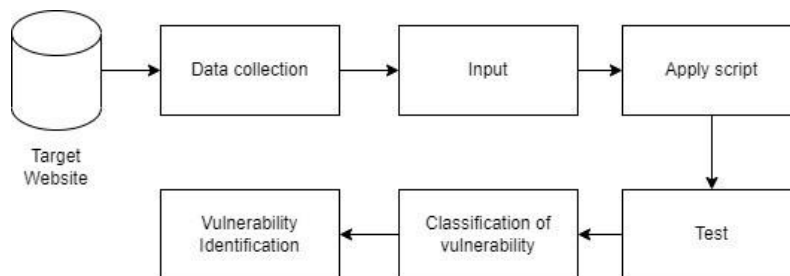 Data collection
Input
Apply script
Target
Website
Vulnerability
Identification
Classification of
vulnerability
Test